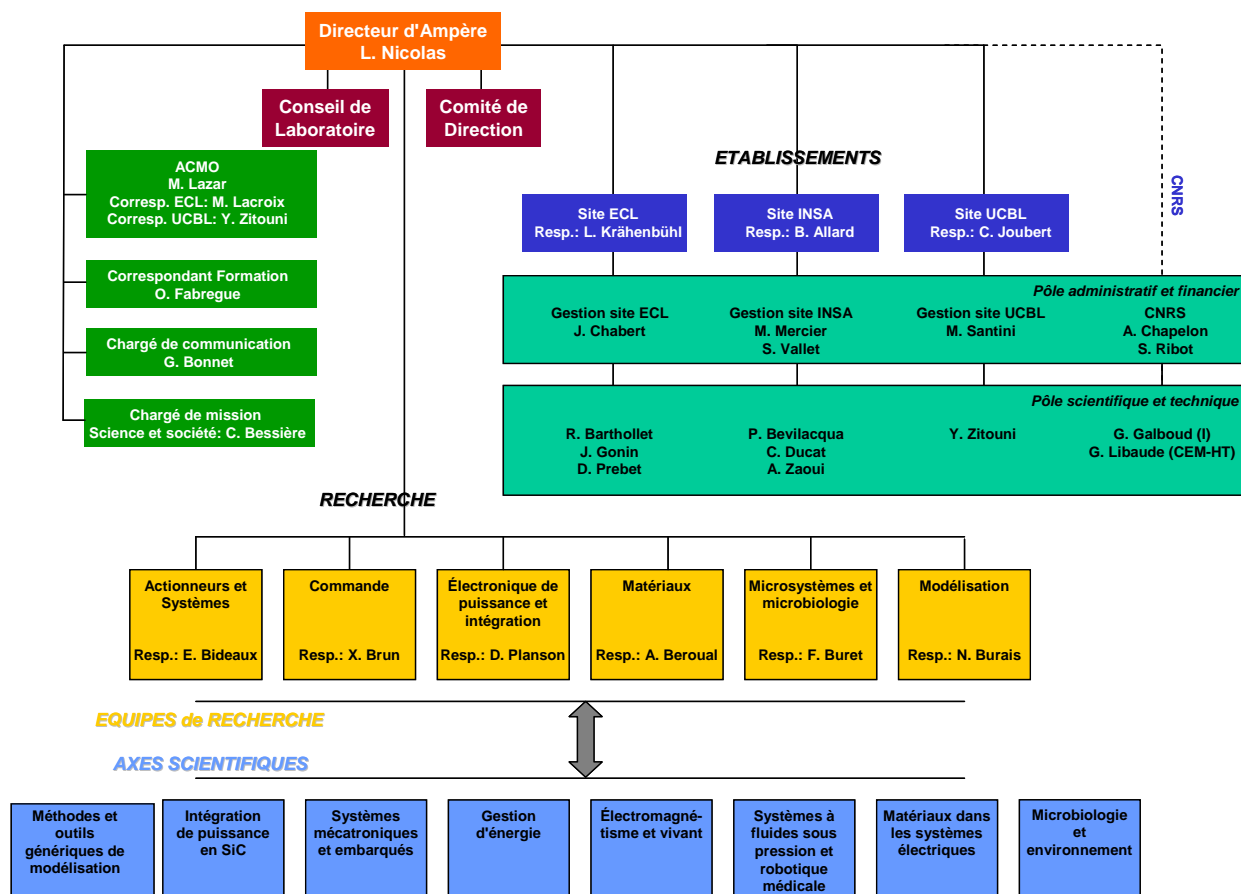 Directeur d'Ampère
L. Nicolas
Conseil de
Laboratoire
Comité de
Direction
ETABLISSEMENTS
CNRS
ACMO
M. Lazar
Corresp. ECL: M. Lacroix
Corresp. UCBL: Y. Zitouni
Correspondant Formation
O. Fabregue
Chargé de communication
G. Bonnet
Chargé de mission
Science et société: C. Bessière
Site ECL
Resp.: L. Krähenbühl
Site INSA
Resp.: B. Allard
Site UCBL
Resp.: C. Joubert
Pôle administratif et financier
Gestion site ECL
J. Chabert
Gestion site INSA
M. Mercier
S. Vallet
Gestion site UCBL
M. Santini
CNRS
A. Chapelon
S. Ribot
Pôle scientifique et technique
R. Barthollet
J. Gonin
D. Prebet
P. Bevilacqua
C. Ducat
A. Zaoui
Y. Zitouni
G. Galboud (I)
G. Libaude (CEM-HT)
RECHERCHE
Actionneurs et
Systèmes
Resp.: E. Bideaux
Commande
Resp.: X. Brun
Électronique de
puissance et
intégration
Resp.: D. Planson
Matériaux
Resp.: A. Beroual
Microsystèmes et
microbiologie
Resp.: F. Buret
Modélisation
Resp.: N. Burais
EQUIPES de RECHERCHE
AXES SCIENTIFIQUES
Méthodes et
outils
génériques de
modélisation
Intégration
de puissance
en SiC
Systèmes
mécatroniques
et embarqués
Gestion
d'énergie
Électromagné-
tisme et vivant
Systèmes à
fluides sous
pression et
robotique
médicale
Matériaux dans
les systèmes
électriques
Microbiologie
et
environnement